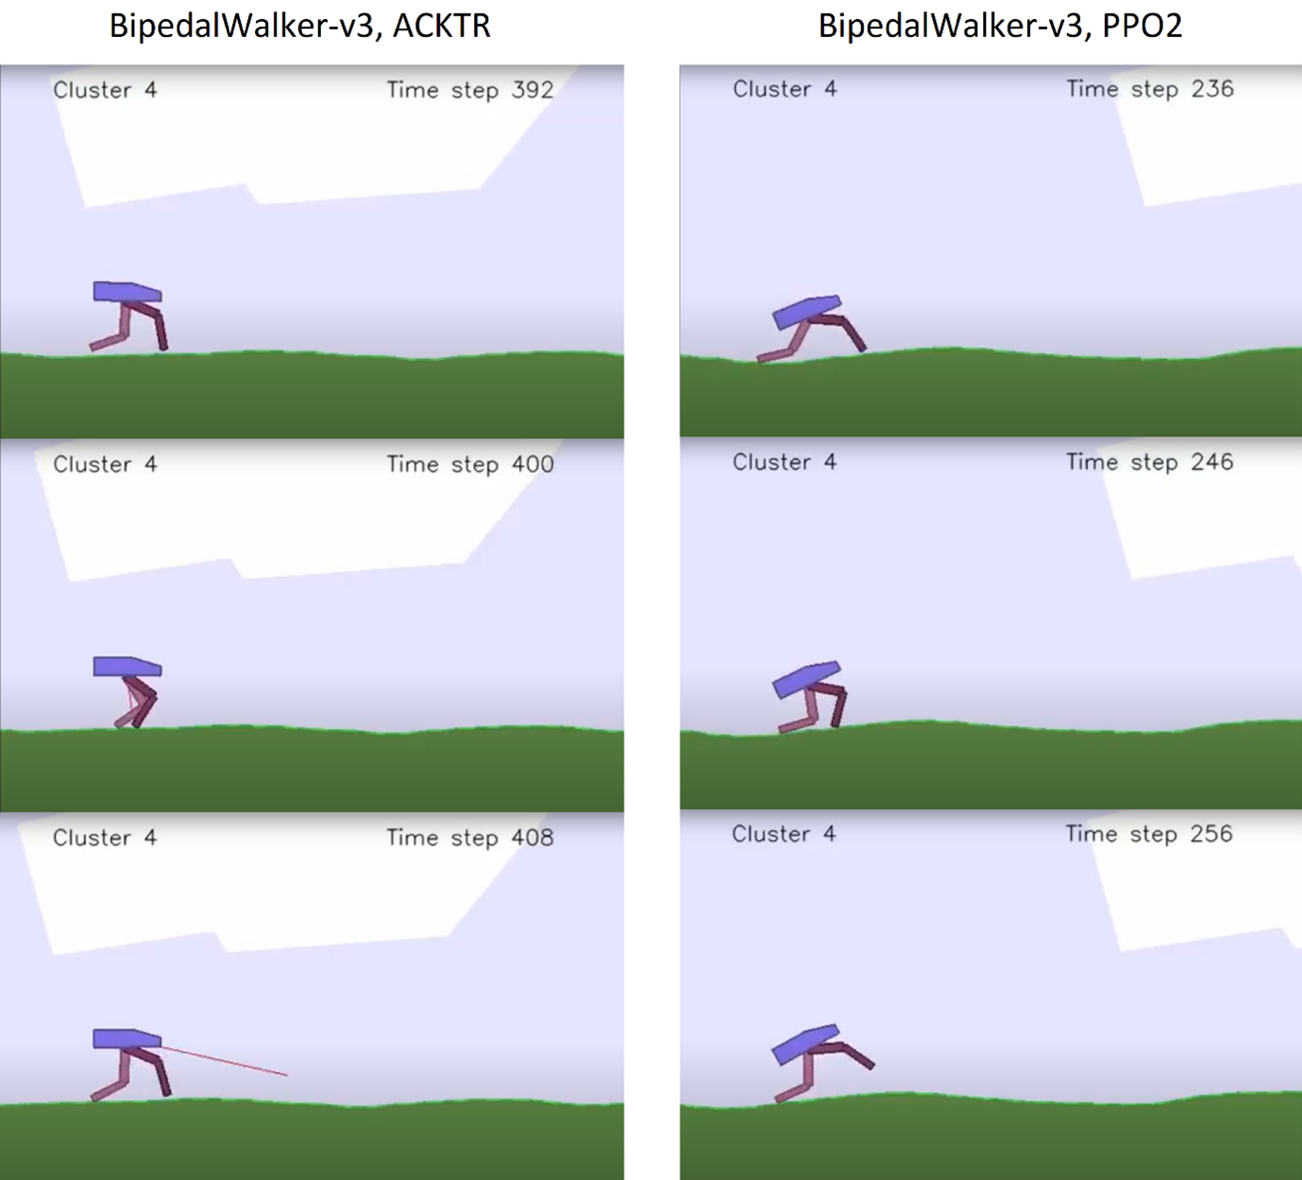 BipedalWalker-v3, ACKTR
Cluster 4 Time step 392
Cluster 4 Time step 400
Cluster 4 Time step 408
BipedalWalker-v3, PPO2
Cluster 4 Time step 236
Cluster 4 Time step 246
Cluster 4 Time step 256